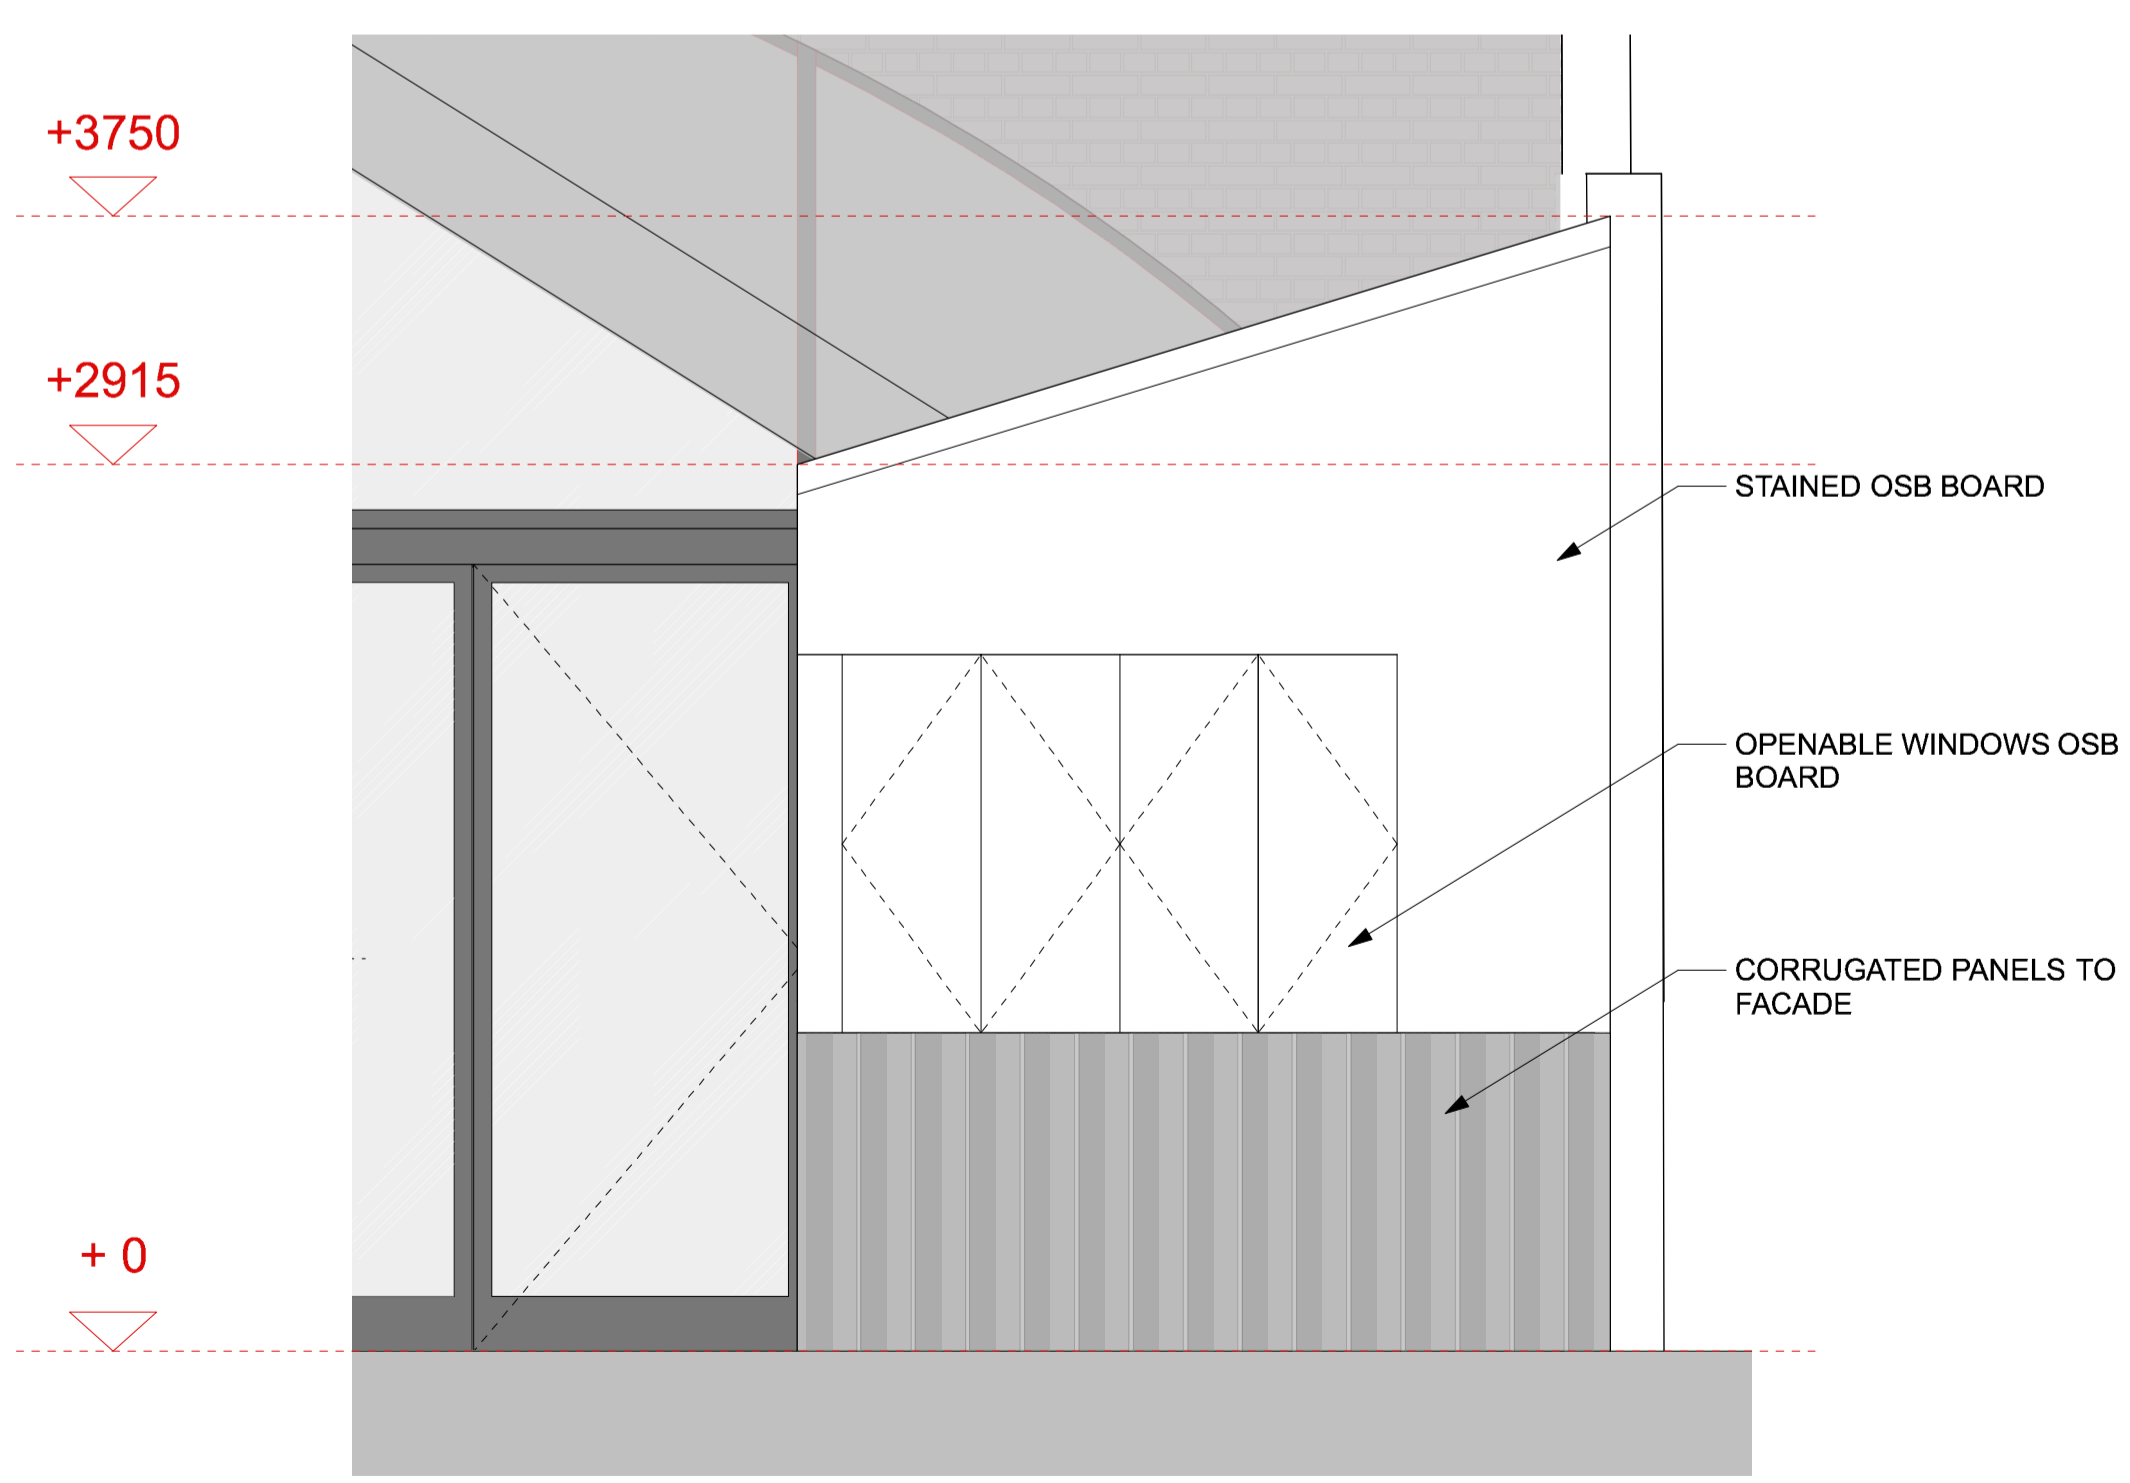 +3750
+2915
STAINED OSB BOARD
OPENABLE WINDOWS OSB
BOARD
CORRUGATED PANELS TO
FACADE
+ 0